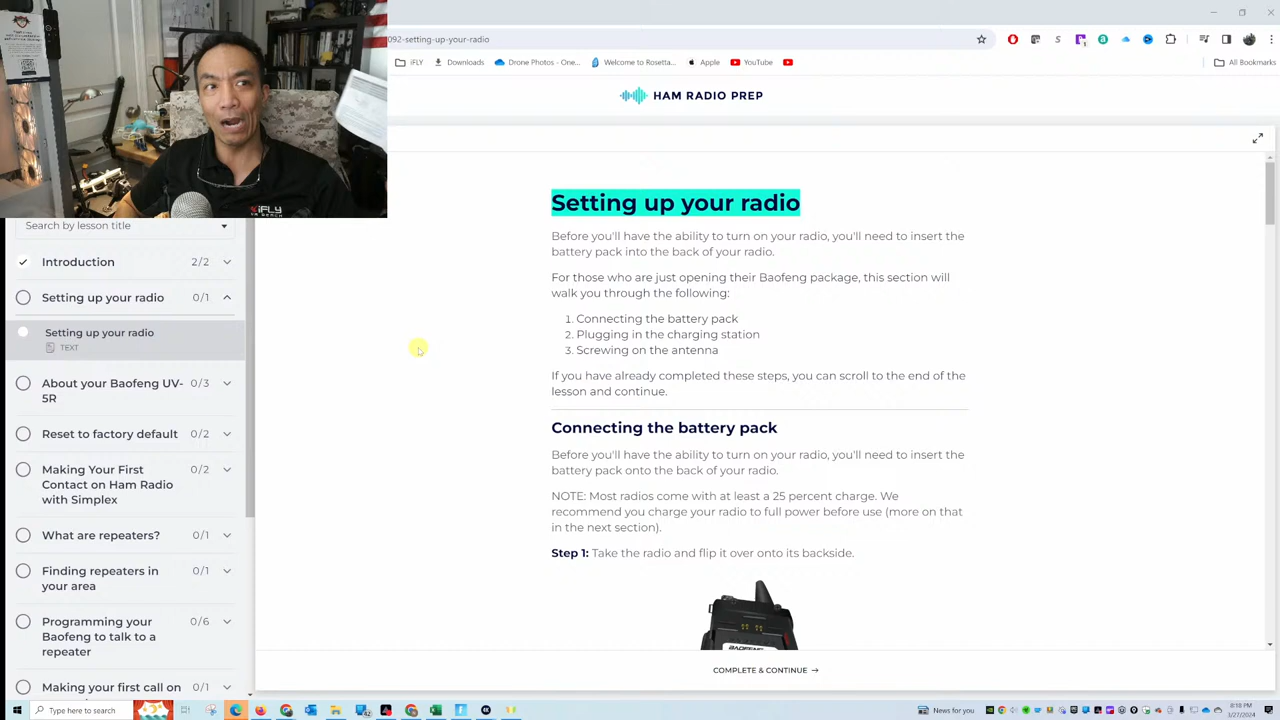 092-setting-up-your-radio
iFLY
Downloads
Drone Photos - One...
Welcome to Rosetta...
Apple
YouTube
All Bookmarks
HAM RADIO PREP
iFLY
Search by lesson title
Introduction 2/2
Setting up your radio 0/1
Setting up your radio
TEXT
About your Baofeng UV-
5R 0/3
Reset to factory default 0/2
Making Your First
Contact on Ham Radio
with Simplex 0/2
What are repeaters? 0/1
Finding repeaters in
your area 0/1
Programming your
Baofeng to talk to a
repeater 0/6
Making your first call on 0/1
Setting up your radio
Before you'll have the ability to turn on your radio, you'll need to insert the
battery pack into the back of your radio.
For those who are just opening their Baofeng package, this section will
walk you through the following:
1. Connecting the battery pack
2. Plugging in the charging station
3. Screwing on the antenna
If you have already completed these steps, you can scroll to the end of the
lesson and continue.
Connecting the battery pack
Before you'll have the ability to turn on your radio, you'll need to insert the
battery pack onto the back of your radio.
NOTE: Most radios come with at least a 25 percent charge. We
recommend you charge your radio to full power before use (more on that
in the next section).
Step 1: Take the radio and flip it over onto its backside.
BAOFENG
COMPLETE & CONTINUE →
Type here to search
News for you
8:18 PM
3/27/2024